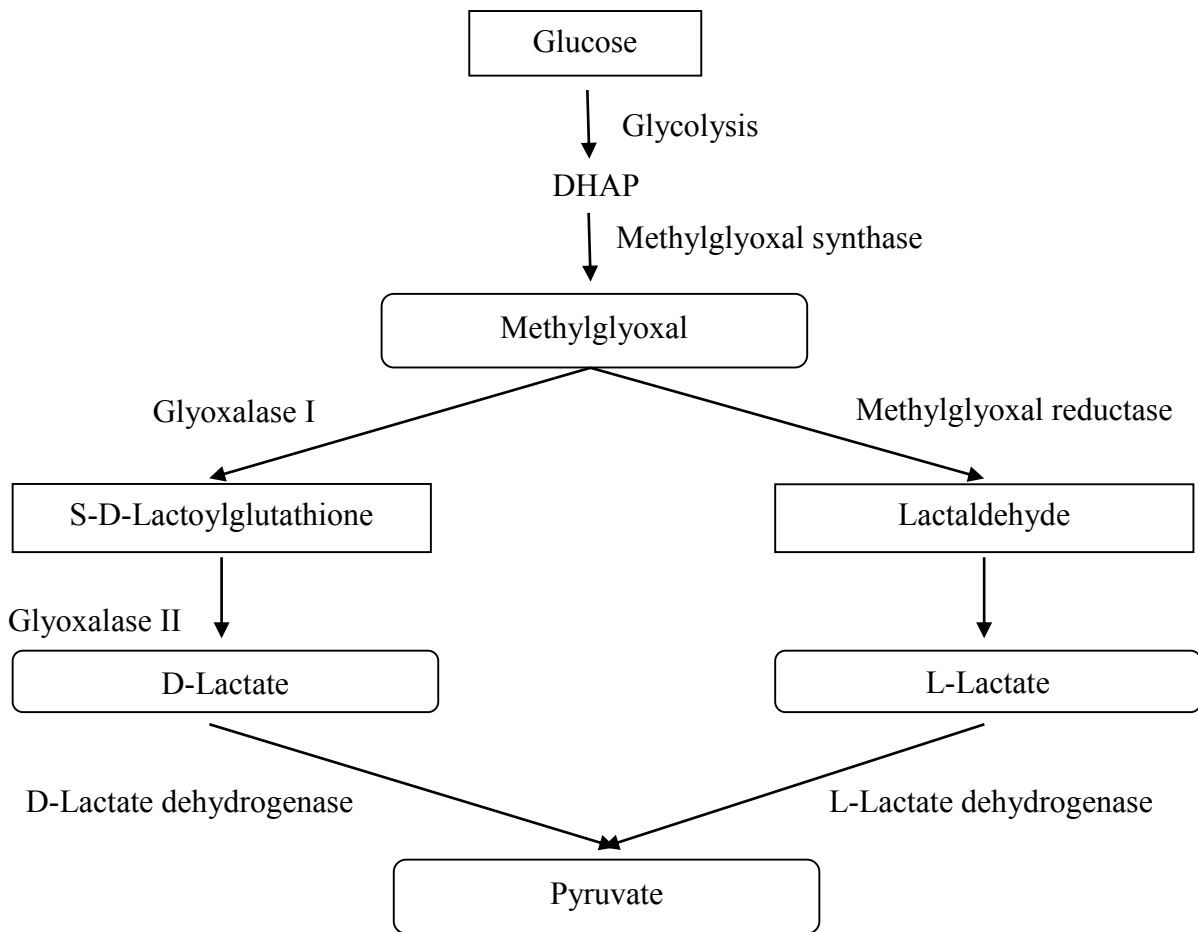 Glucose
Glycolysis
DHAP
Methylglyoxal synthase
Methylglyoxal
Glyoxalase I
Methylglyoxal reductase
S-D-Lactoylglutathione
Lactaldehyde
Glyoxalase II
D-Lactate
L-Lactate
D-Lactate dehydrogenase
L-Lactate dehydrogenase
Pyruvate